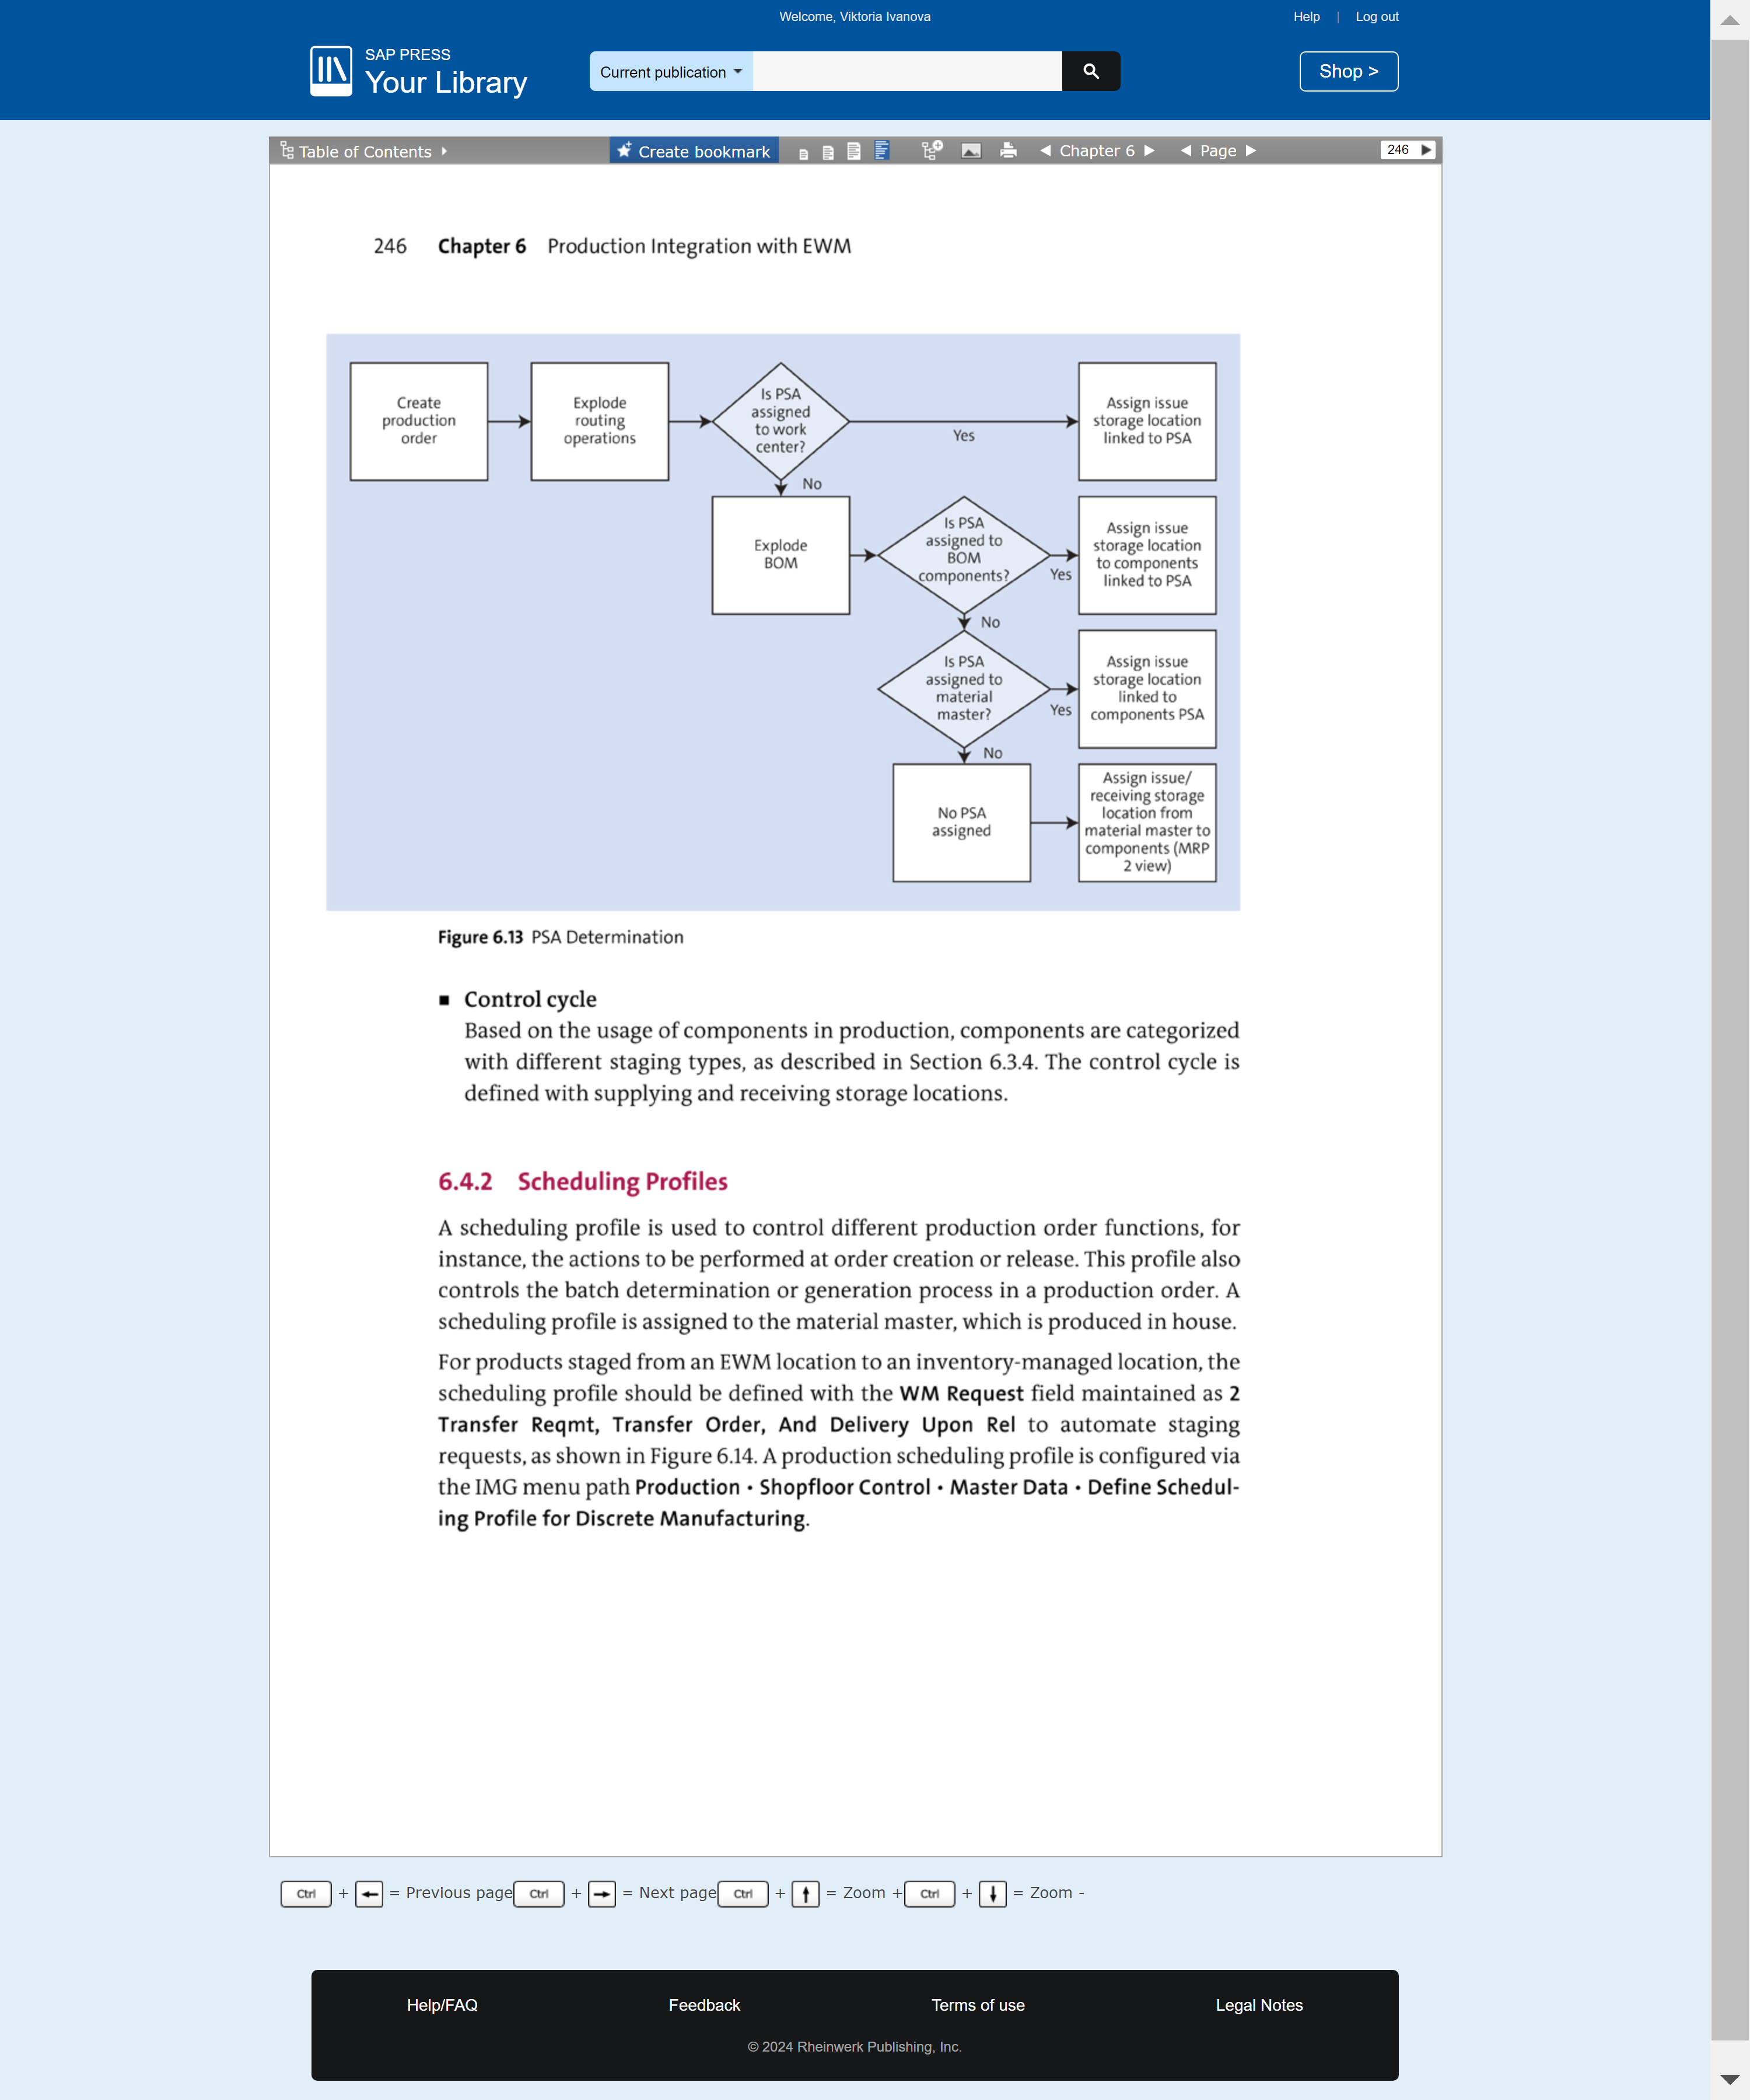 Welcome, Viktoria Ivanova
Help | Log out
SAP PRESS
Your Library
Current publication
Shop >
Table of Contents
Create bookmark
Chapter 6
Page
246
246 Chapter 6 Production Integration with EWM
Create
production
order
Explode
routing
operations
Is PSA
assigned
to work
center?
Yes
Assign issue
storage location
linked to PSA
No
Explode
BOM
Is PSA
assigned to
BOM
components?
Yes
Assign issue
storage location
to components
linked to PSA
No
Is PSA
assigned to
material
master?
Yes
Assign issue
storage location
linked to
components PSA
No
No PSA
assigned
Assign issue/
receiving storage
location from
material master to
components (MRP
2 view)
Figure 6.13 PSA Determination
■ Control cycle
Based on the usage of components in production, components are categorized
with different staging types, as described in Section 6.3.4. The control cycle is
defined with supplying and receiving storage locations.
6.4.2 Scheduling Profiles
A scheduling profile is used to control different production order functions, for
instance, the actions to be performed at order creation or release. This profile also
controls the batch determination or generation process in a production order. A
scheduling profile is assigned to the material master, which is produced in house.
For products staged from an EWM location to an inventory-managed location, the
scheduling profile should be defined with the WM Request field maintained as 2
Transfer Reqmt, Transfer Order, And Delivery Upon Rel to automate staging
requests, as shown in Figure 6.14. A production scheduling profile is configured via
the IMG menu path Production • Shopfloor Control • Master Data • Define Schedul-
ing Profile for Discrete Manufacturing.
Ctrl + ← = Previous page Ctrl + → = Next page Ctrl + ↑ = Zoom + Ctrl + ↓ = Zoom -
Help/FAQ Feedback Terms of use Legal Notes
© 2024 Rheinwerk Publishing, Inc.